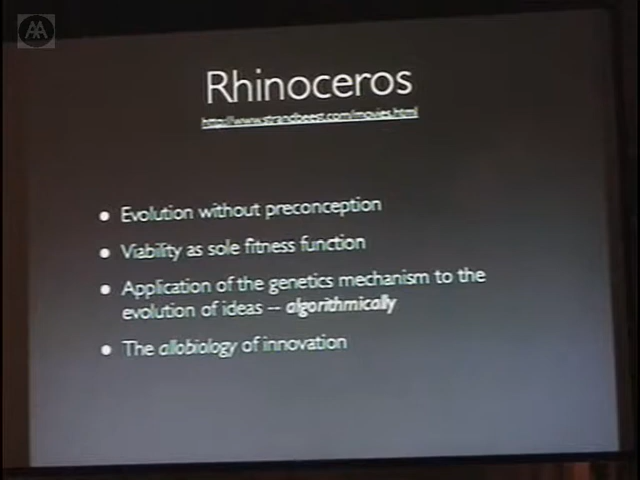 AA
Rhinoceros
http://www.strandbeest.com/movies.html
Evolution without preconception
Viability as sole fitness function
Application of the genetics mechanism to the
evolution of ideas -- algorithmically
The allobiology of innovation